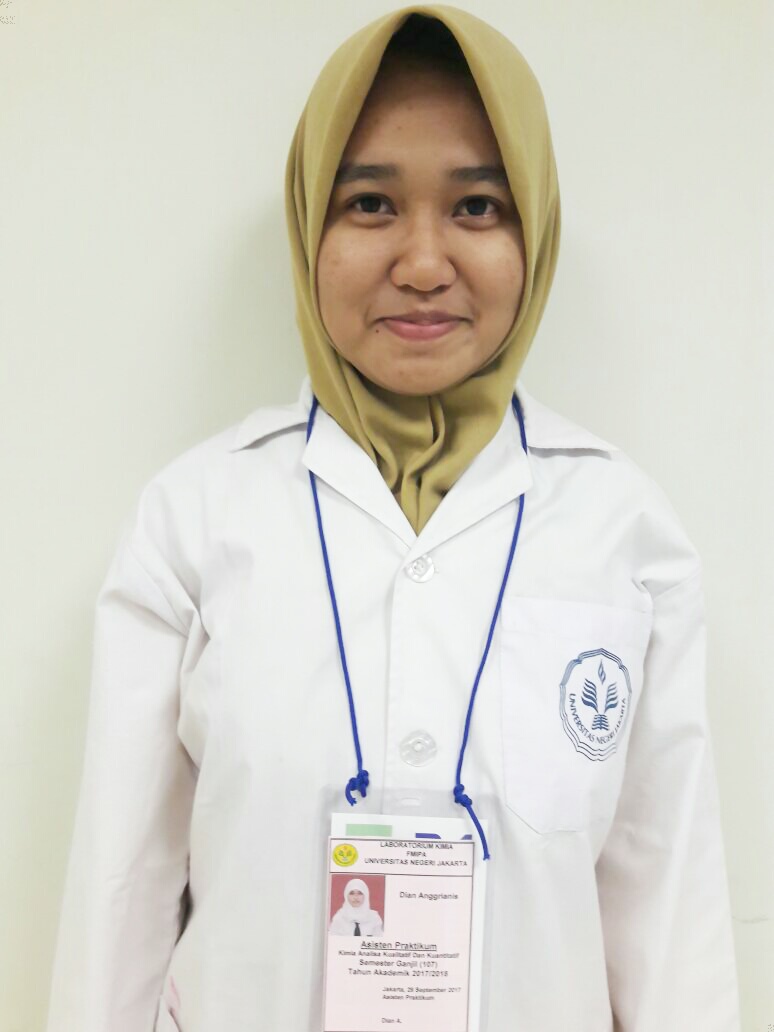 UNIVERSITAS NEGERI JAKARTA
LABORATORIUM KIMIA
FMIPA
UNIVERSITAS NEGERI JAKARTA
Dian Anggrianis
Asisten Praktikum
Kimia Analisa Kualitatif Dan Kuantitatif
Semester Ganjil (107)
Tahun Akademik 2017/2018
Jakarta, 28 September 2017
Asisten Praktikum
Dian A.